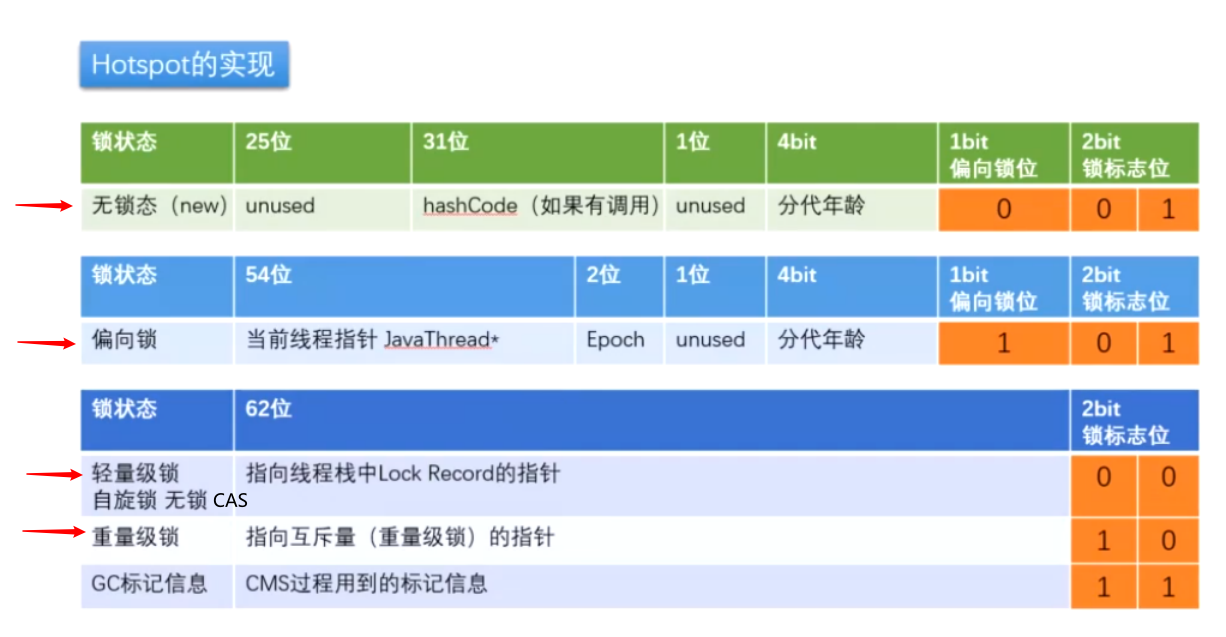 Hotspot的实现
锁状态 25位 31位 1位 4bit 1bit 2bit
偏向锁位 锁标志位
无锁态（new） unused hashCode（如果有调用） unused 分代年龄 0 0 1
锁状态 54位 2位 1位 4bit 1bit 2bit
偏向锁位 锁标志位
偏向锁 当前线程指针 JavaThread* Epoch unused 分代年龄 1 0 1
锁状态 62位 2bit
锁标志位
轻量级锁 指向线程栈中Lock Record的指针 0 0
自旋锁 无锁 CAS
重量级锁 指向互斥量（重量级锁）的指针 1 0
GC标记信息 CMS过程用到的标记信息 1 1